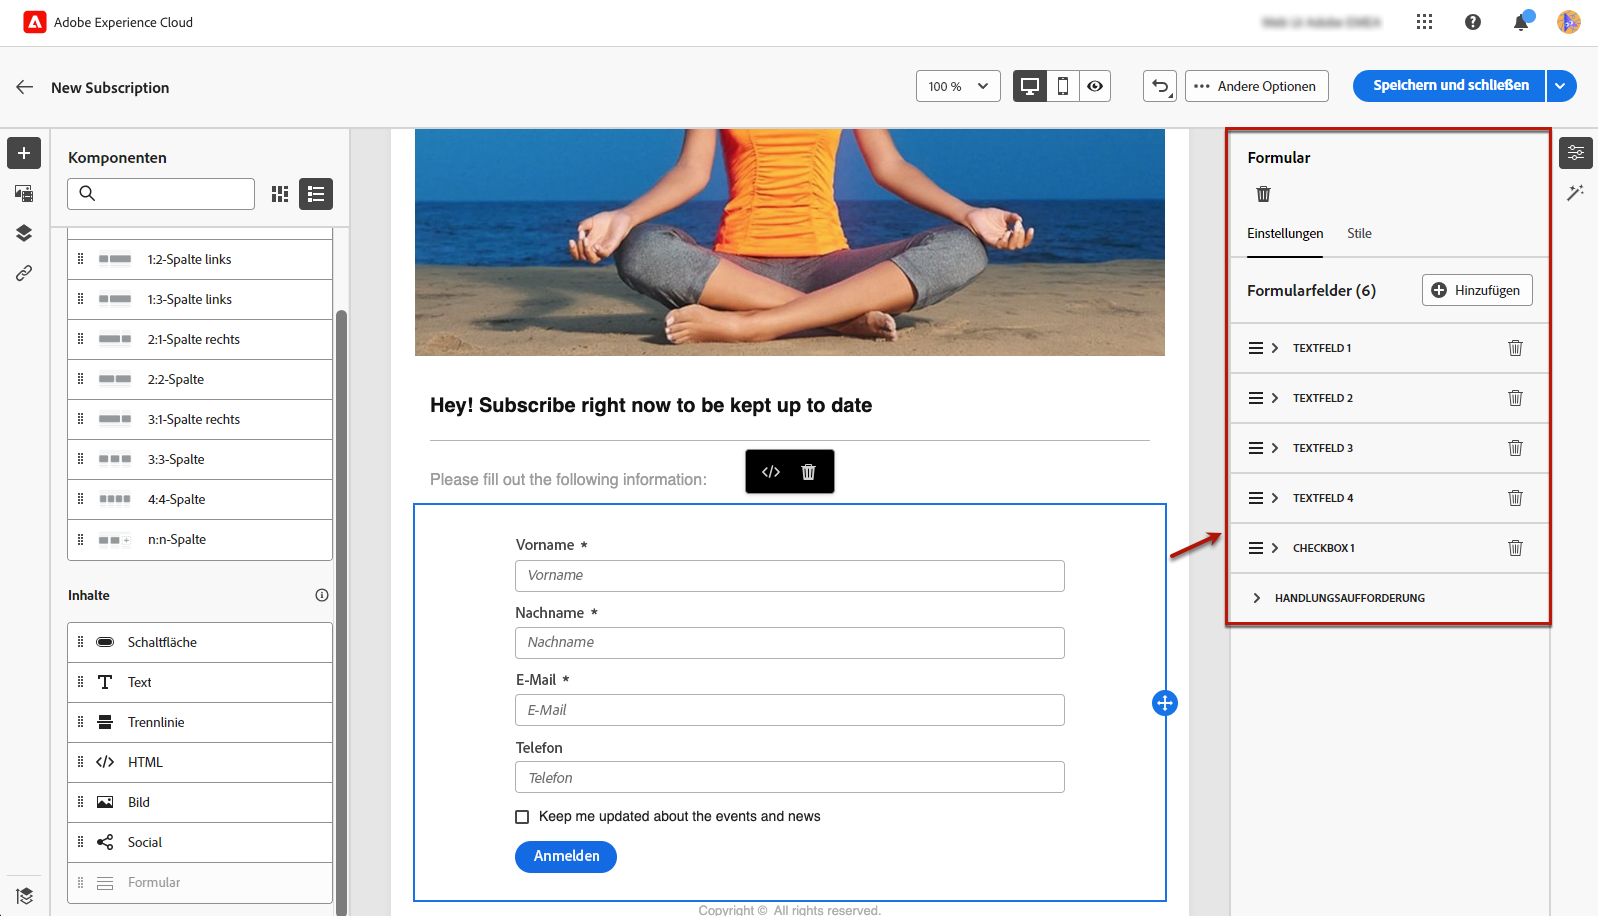 Adobe Experience Cloud
New Subscription
100 %
Andere Optionen
Speichern und schließen
Komponenten
1:2-Spalte links
1:3-Spalte links
2:1-Spalte rechts
2:2-Spalte
3:1-Spalte rechts
3:3-Spalte
4:4-Spalte
n:n-Spalte
Inhalte
Schaltfläche
Text
Trennlinie
HTML
Bild
Social
Formular
Hey! Subscribe right now to be kept up to date
Please fill out the following information:
Vorname *
Vorname
Nachname *
Nachname
E-Mail *
E-Mail
Telefon
Telefon
Keep me updated about the events and news
Anmelden
Copyright © All rights reserved.
Formular
Einstellungen
Stile
Formularfelder (6)
Hinzufügen
TEXTFELD 1
TEXTFELD 2
TEXTFELD 3
TEXTFELD 4
CHECKBOX 1
HANDLUNGSAUFFORDERUNG